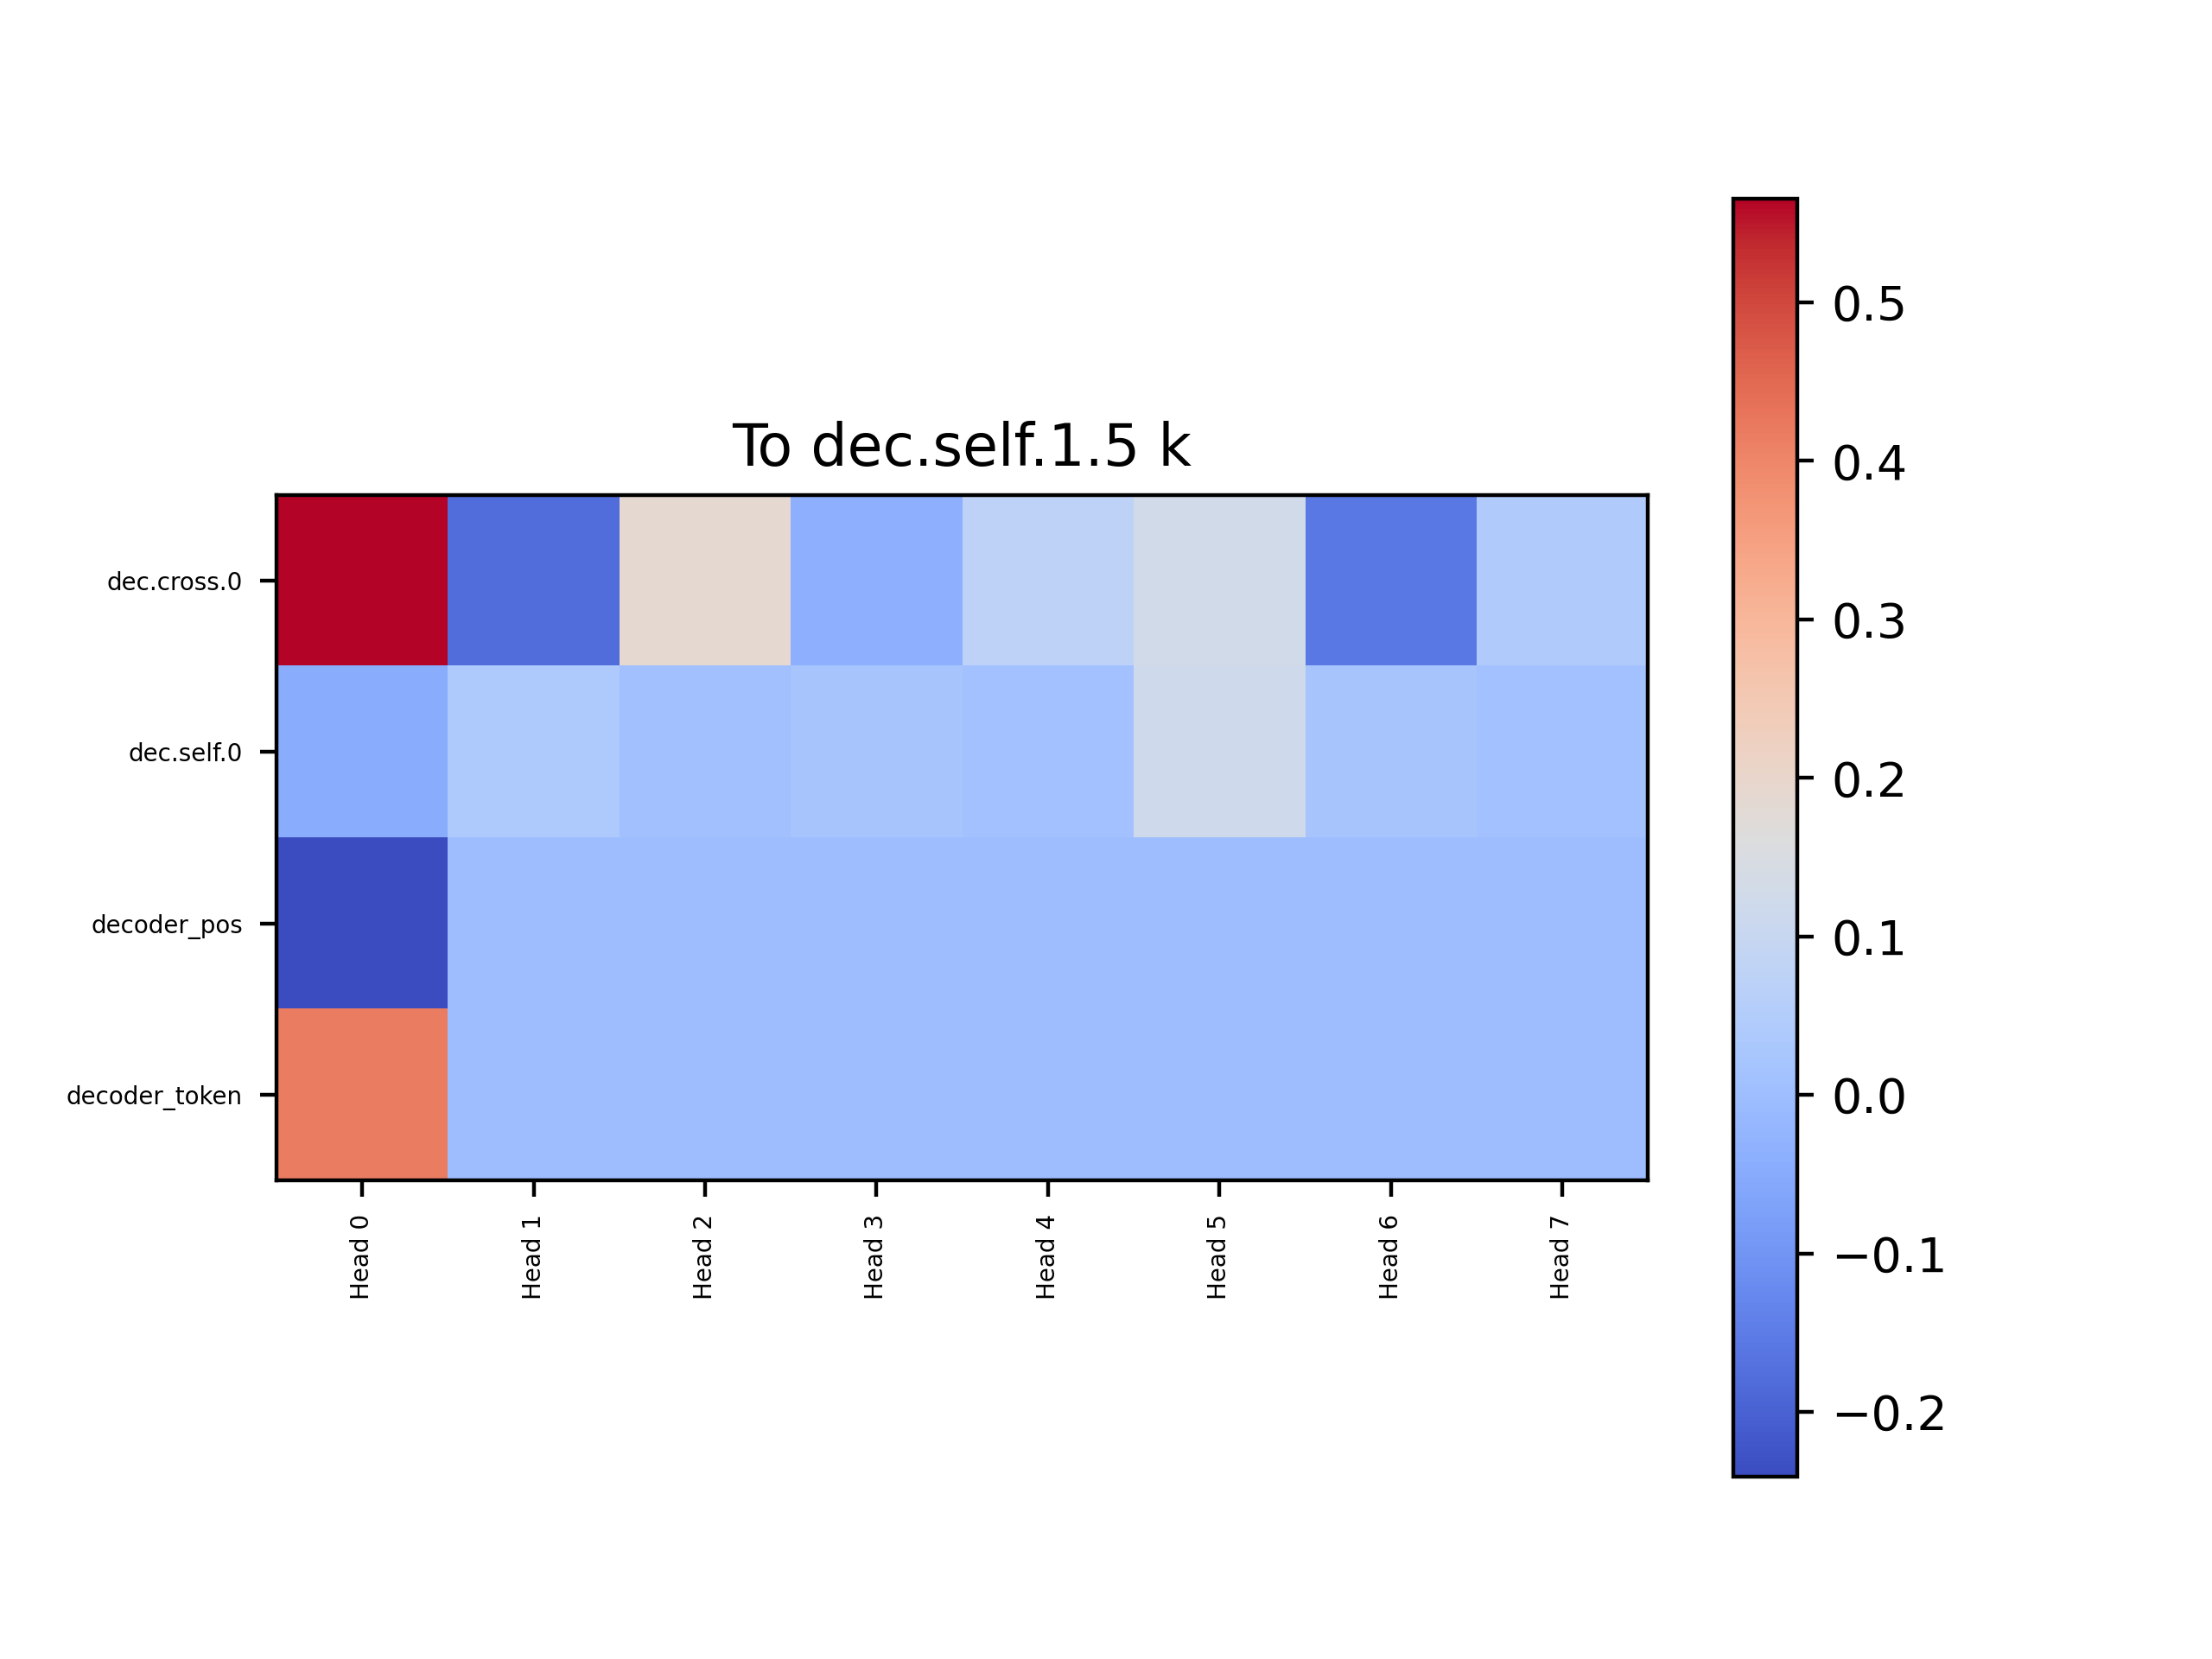 To dec.self.1.5 k
dec.cross.0
dec.self.0
decoder_pos
decoder_token
Head 0
Head 1
Head 2
Head 3
Head 4
Head 5
Head 6
Head 7
0.5
0.4
0.3
0.2
0.1
0.0
−0.1
−0.2